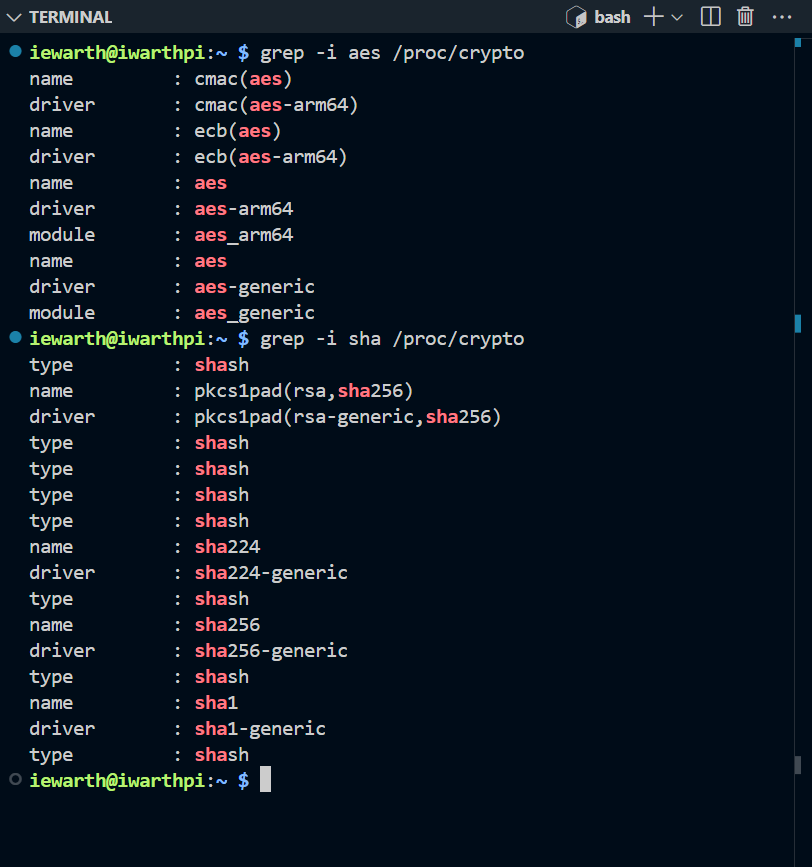 TERMINAL
bash
iewarth@iwarthpi:~ $ grep -i aes /proc/crypto
name         : cmac(aes)
driver       : cmac(aes-arm64)
name         : ecb(aes)
driver       : ecb(aes-arm64)
name         : aes
driver       : aes-arm64
module       : aes_arm64
name         : aes
driver       : aes-generic
module       : aes_generic
iewarth@iwarthpi:~ $ grep -i sha /proc/crypto
type         : shash
name         : pkcs1pad(rsa,sha256)
driver       : pkcs1pad(rsa-generic,sha256)
type         : shash
type         : shash
type         : shash
type         : shash
name         : sha224
driver       : sha224-generic
type         : shash
name         : sha256
driver       : sha256-generic
type         : shash
name         : sha1
driver       : sha1-generic
type         : shash
iewarth@iwarthpi:~ $